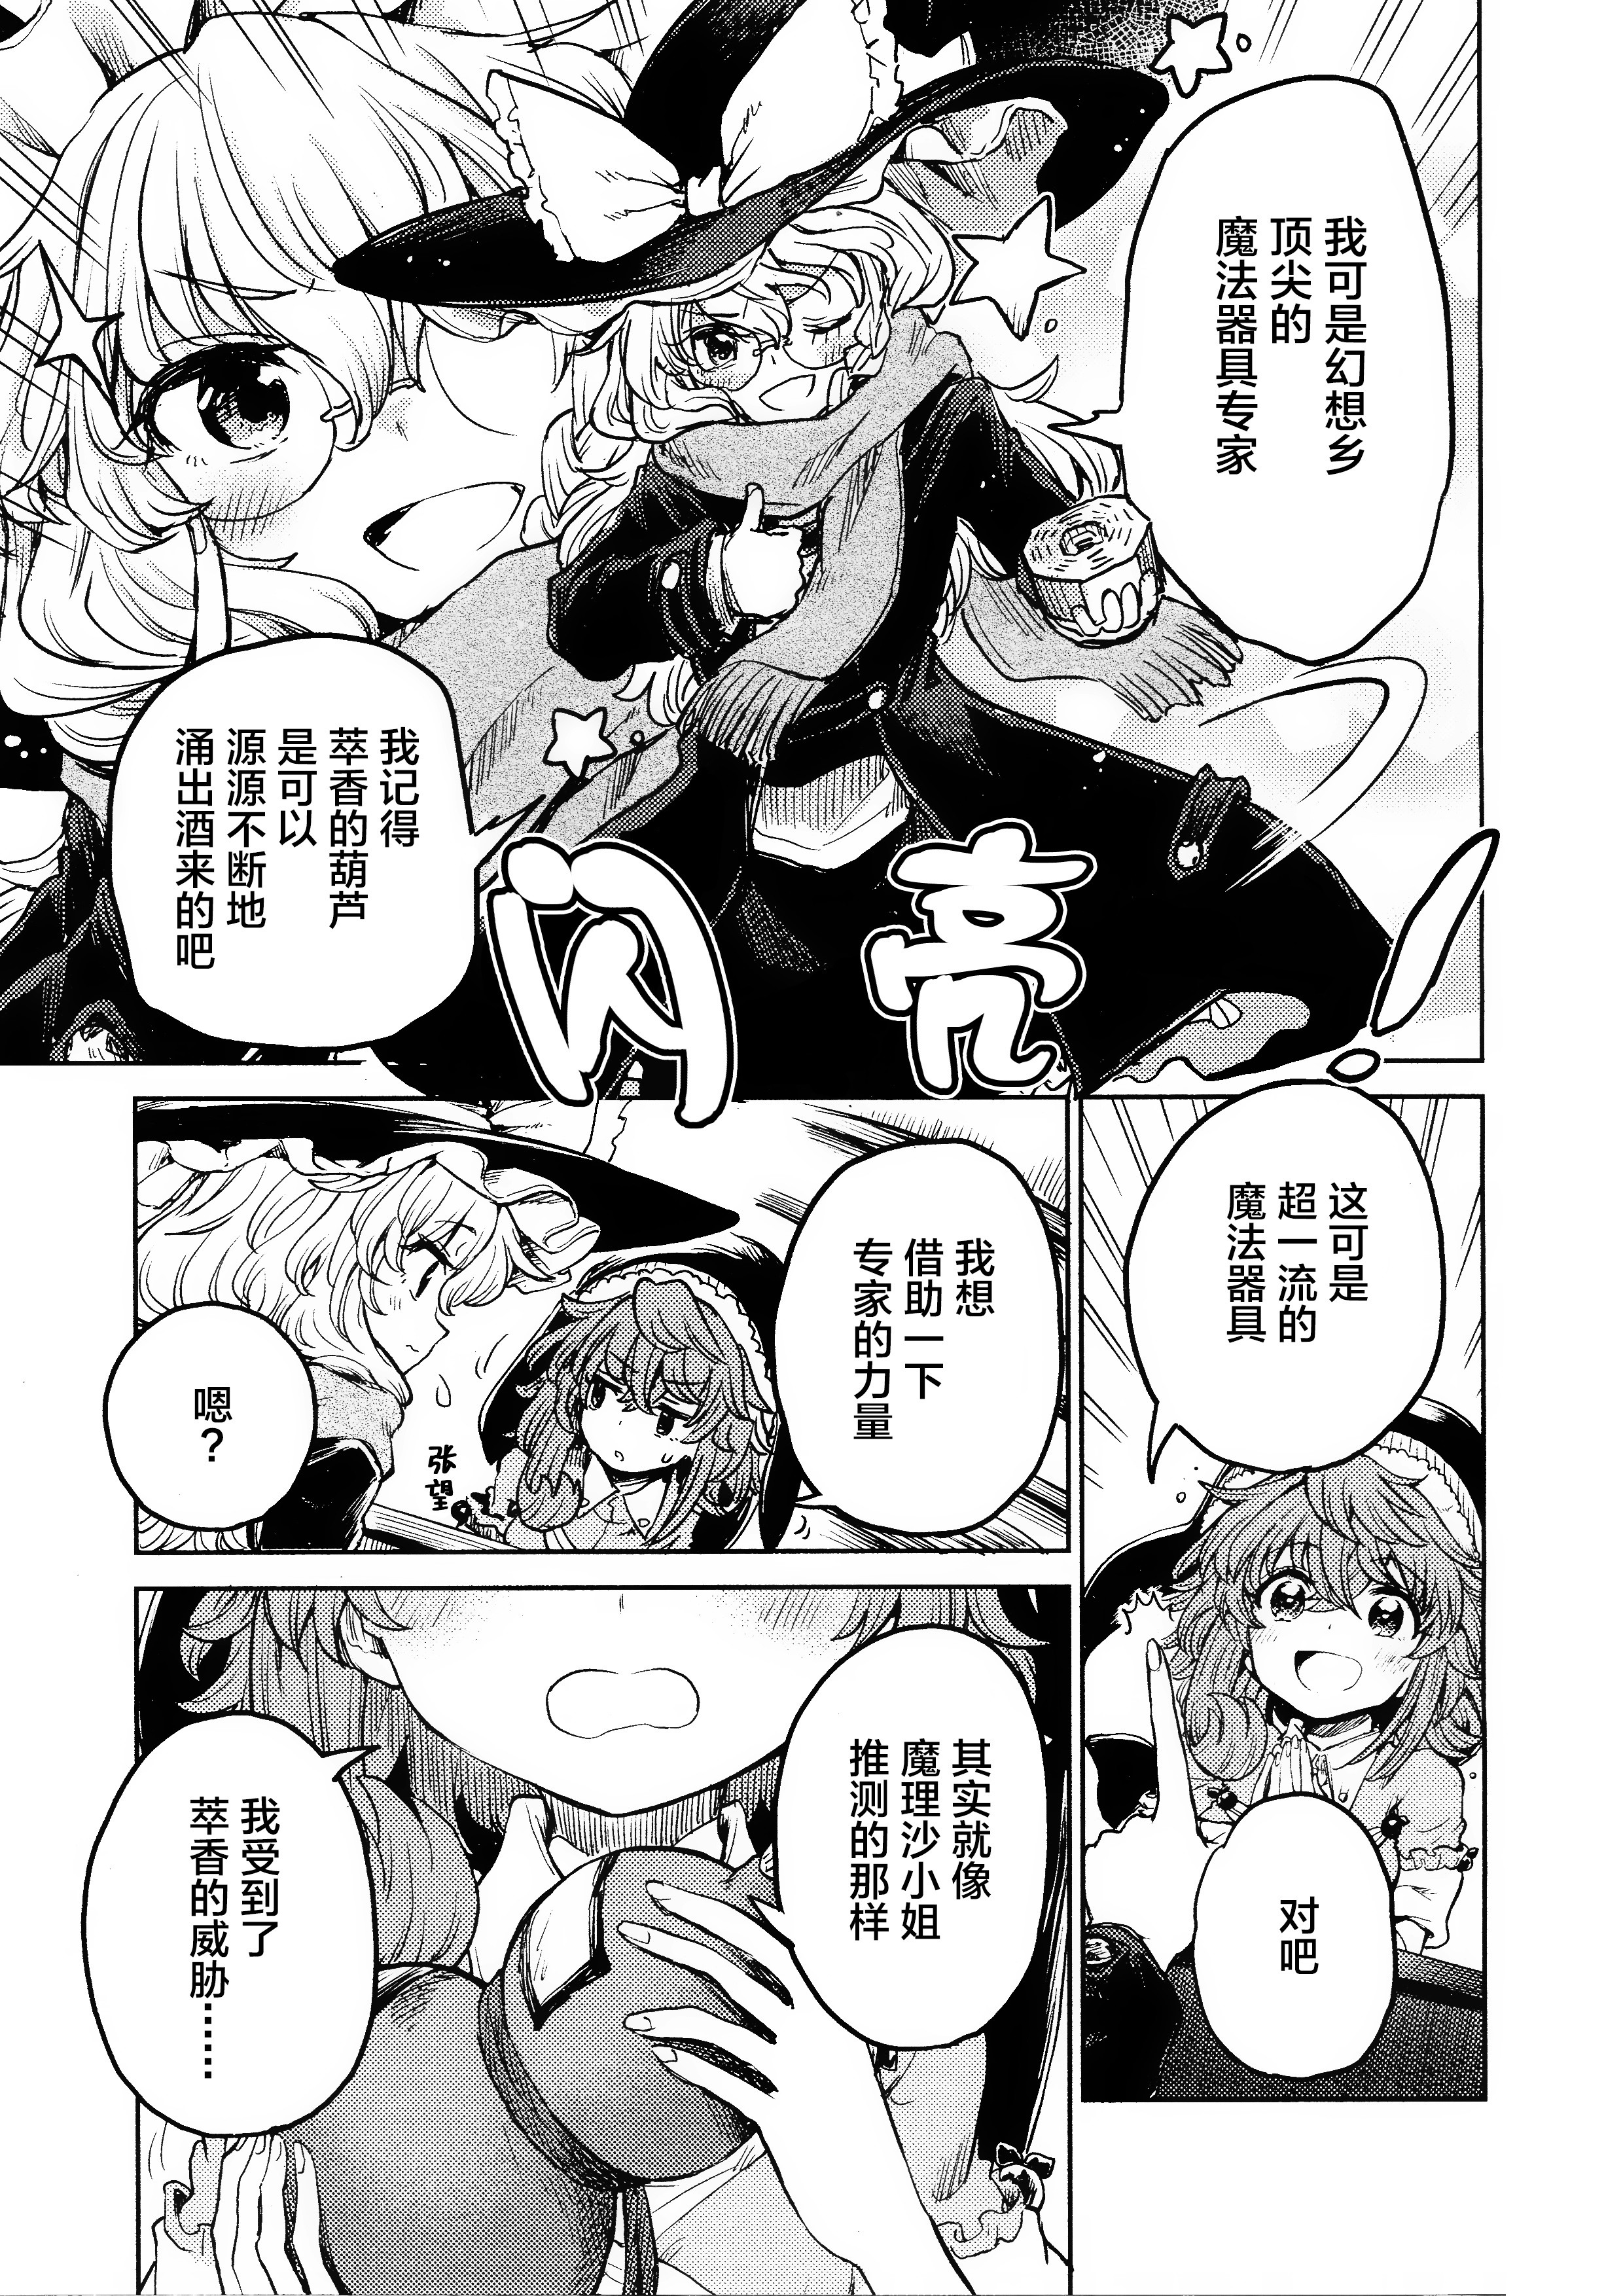 我可是幻想乡
顶尖的
魔法器具专家
我记得
萃香的葫芦
是可以
源源不断地
涌出酒来的吧
闪亮!
这可是
超一流的
魔法器具
对吧
我想
借助一下
专家的力量
张望
嗯?
其实就像
魔理沙小姐
推测的那样
我受到了
萃香的威胁……